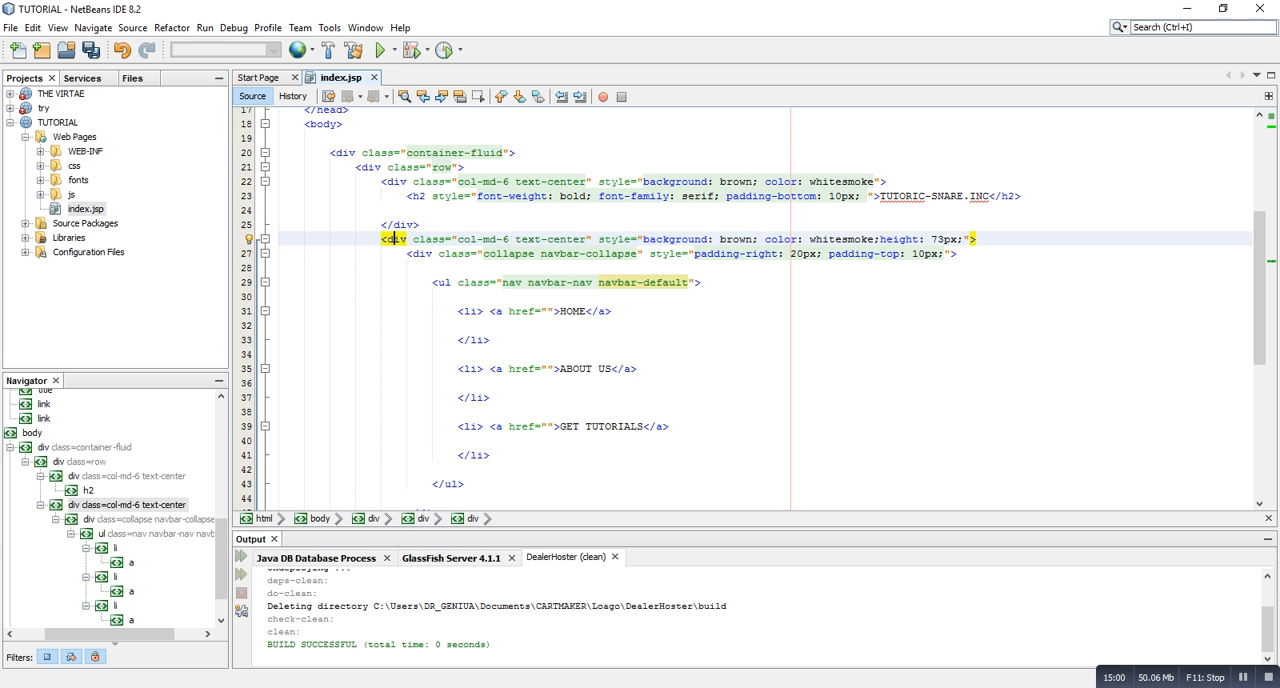 TUTORIAL - NetBeans IDE 8.2
File Edit View Navigate Source Refactor Run Debug Profile Team Tools Window Help
Search (Ctrl+I)
Projects Services Files
THE VIRTAE
try
TUTORIAL
Web Pages
WEB-INF
css
fonts
js
index.jsp
Source Packages
Libraries
Configuration Files
Start Page index.jsp
Source History
17 </head>
18 <body>
19
20 <div class="container-fluid">
21 <div class="row">
22 <div class="col-md-6 text-center" style="background: brown; color: whitesmoke">
23 <h2 style="font-weight: bold; font-family: serif; padding-bottom: 10px; ">TUTORIC-SNARE.INC</h2>
24
25 </div>
<div class="col-md-6 text-center" style="background: brown; color: whitesmoke;height: 73px;">
27 <div class="collapse navbar-collapse" style="padding-right: 20px; padding-top: 10px;">
28
29 <ul class="nav navbar-nav navbar-default">
30
31 <li> <a href="">HOME</a>
32
33 </li>
34
35 <li> <a href="">ABOUT US</a>
36
37 </li>
38
39 <li> <a href="">GET TUTORIALS</a>
40
41 </li>
42
43 </ul>
44
html body div div div
Navigator
title
link
link
body
div class=container-fluid
div class=row
div class=col-md-6 text-center
h2
div class=col-md-6 text-center
div class=collapse navbar-collapse
ul class=nav navbar-nav navb
li
a
li
a
li
a
Filters:
Output
Java DB Database Process GlassFish Server 4.1.1 DealerHoster (clean)
Undeploying ...
deps-clean:
do-clean:
Deleting directory C:\Users\DR_GENIUA\Documents\CARTMAKER\Loago\DealerHoster\build
check-clean:
clean:
BUILD SUCCESSFUL (total time: 0 seconds)
15:00 50.06 Mb F11: Stop